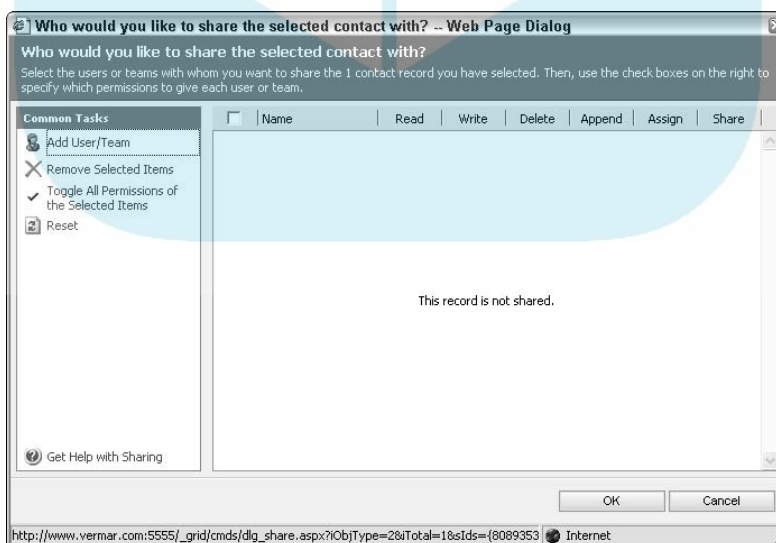 Who would you like to share the selected contact with? -- Web Page Dialog
Who would you like to share the selected contact with?
Select the users or teams with whom you want to share the 1 contact record you have selected. Then, use the check boxes on the right to
specify which permissions to give each user or team.
Common Tasks
Name Read Write Delete Append Assign Share
Add User/Team
Remove Selected Items
Toggle All Permissions of
the Selected Items
Reset
This record is not shared.
Get Help with Sharing
OK Cancel
http://www.vermar.com:5555/_grid/cmds/dlg_share.aspx?iObjType=2&iTotal=1&sIds={8089353 Internet